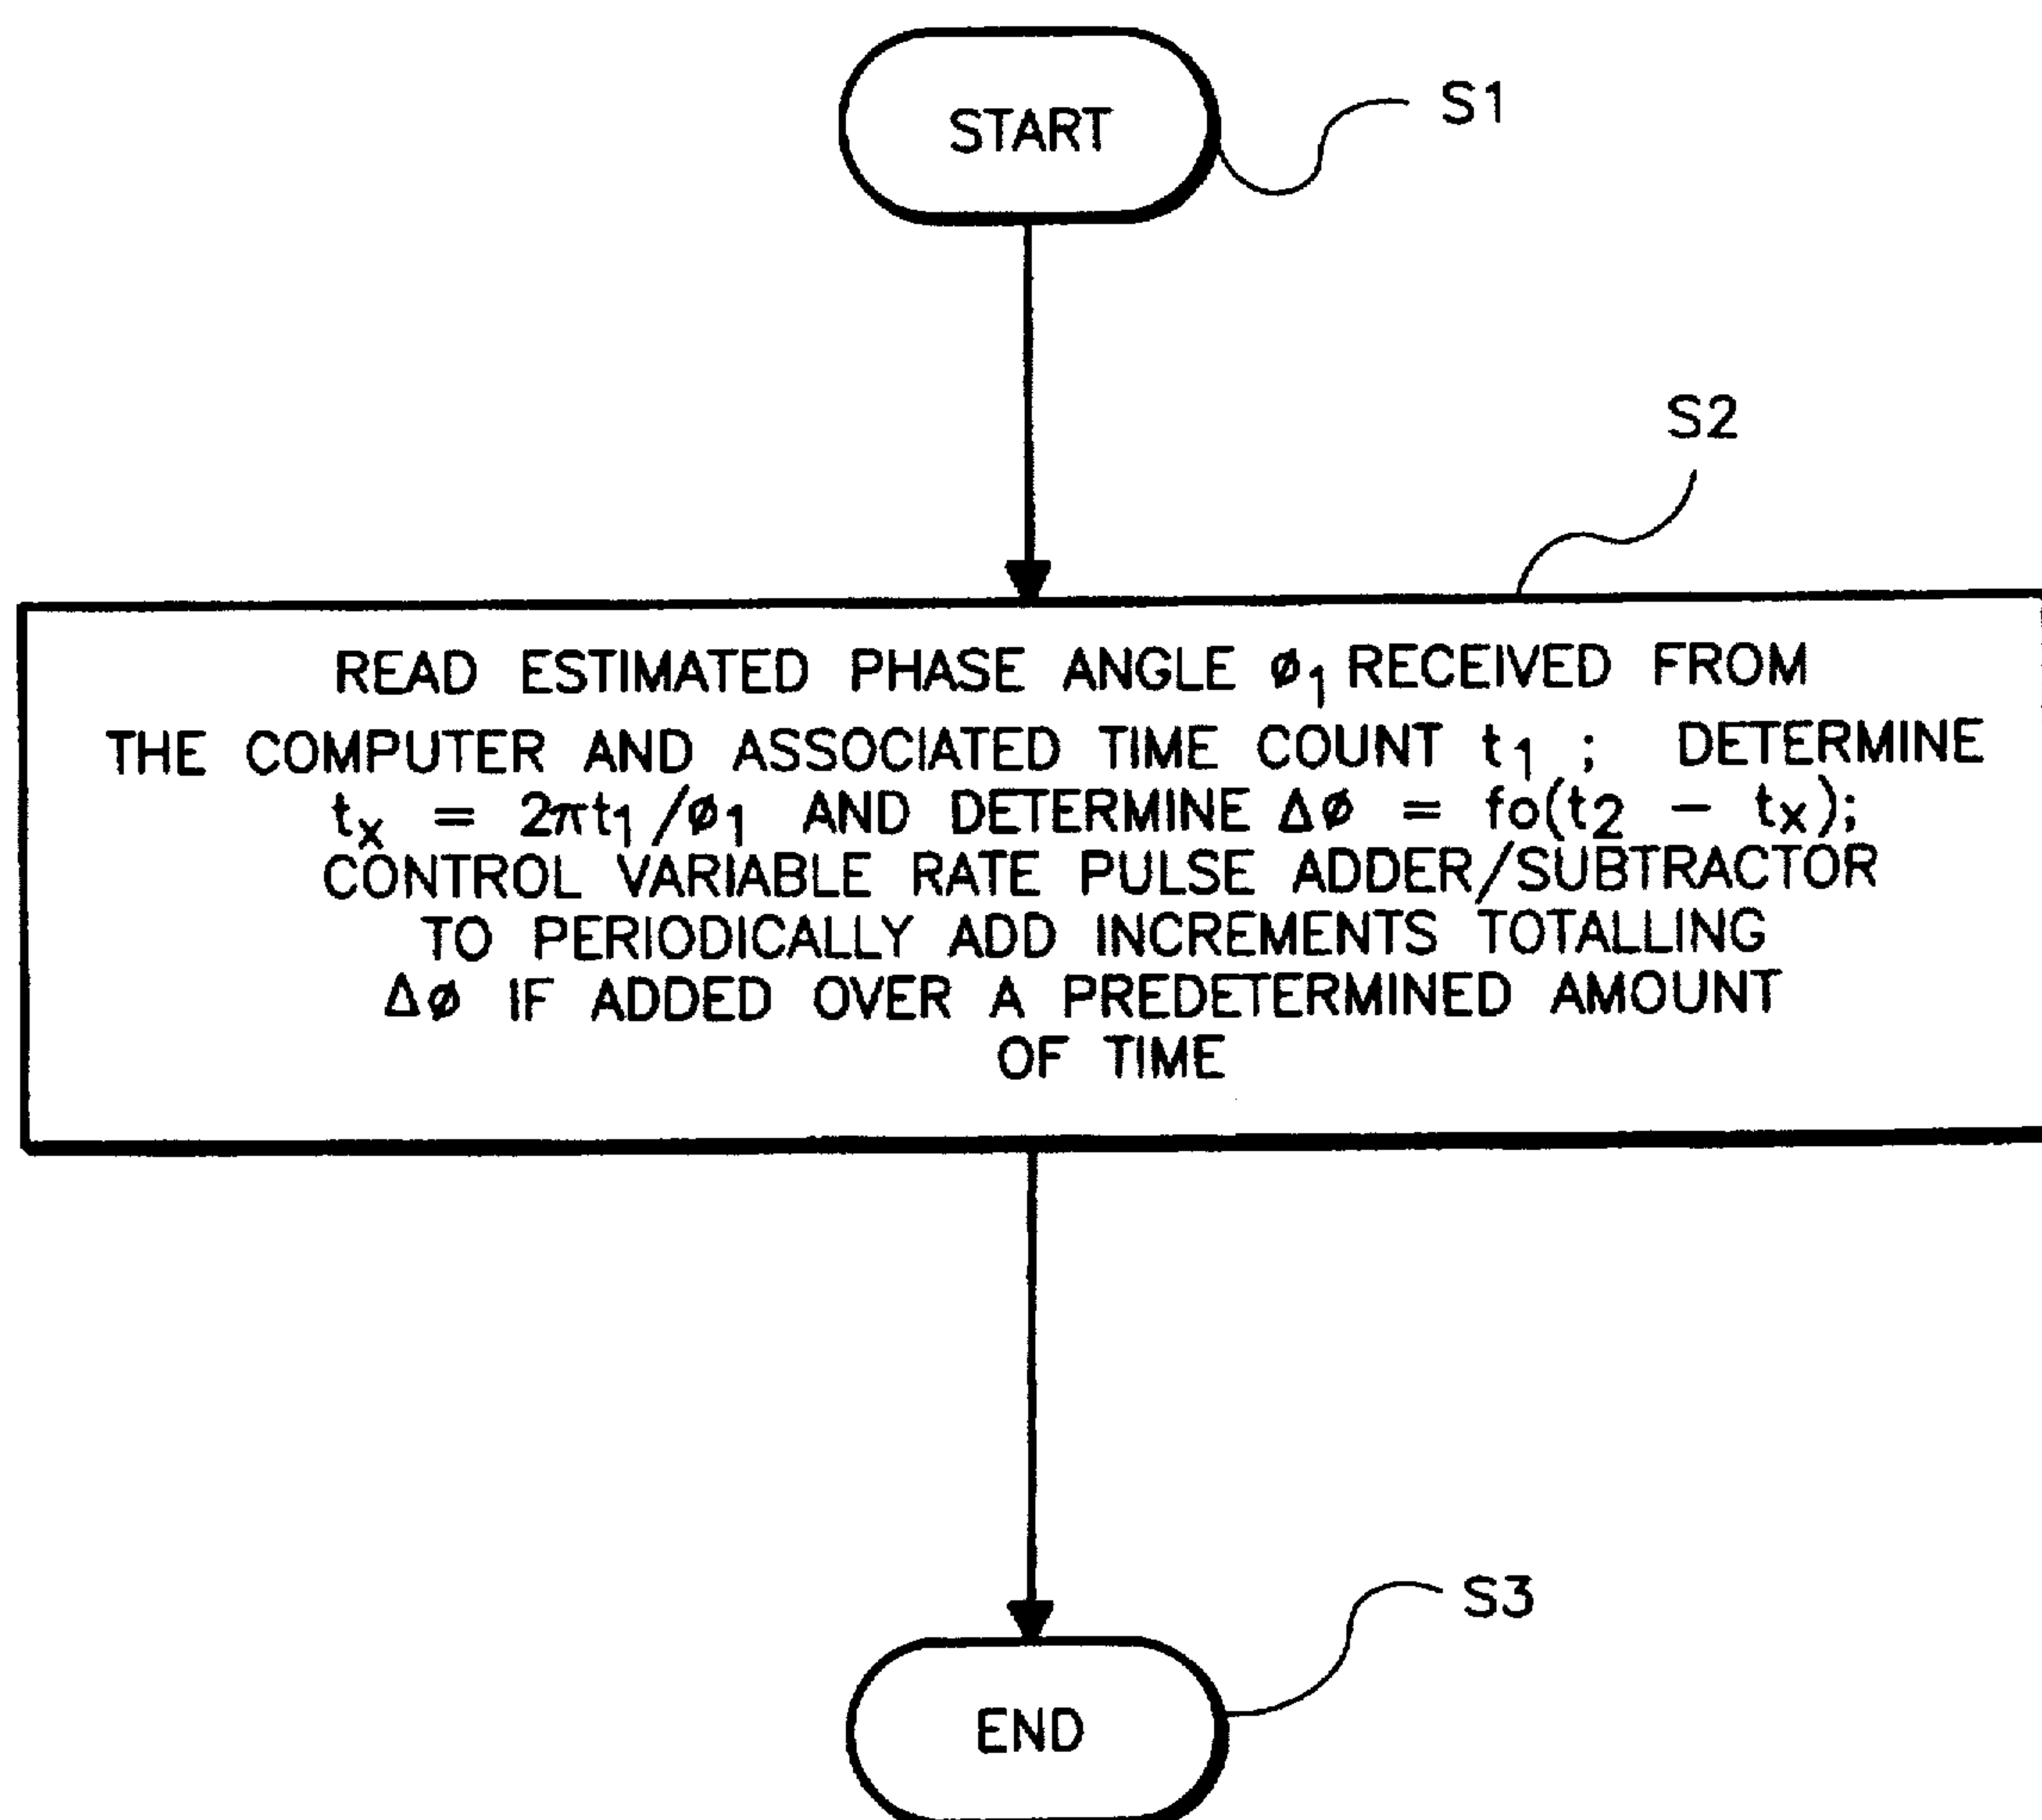 START
S1
S2
READ ESTIMATED PHASE ANGLE ø₁ RECEIVED FROM
THE COMPUTER AND ASSOCIATED TIME COUNT t₁ ; DETERMINE
tₓ = 2πt₁/ø₁ AND DETERMINE Δø = fo(t₂ − tₓ);
CONTROL VARIABLE RATE PULSE ADDER/SUBTRACTOR
TO PERIODICALLY ADD INCREMENTS TOTALLING
Δø IF ADDED OVER A PREDETERMINED AMOUNT
OF TIME
S3
END